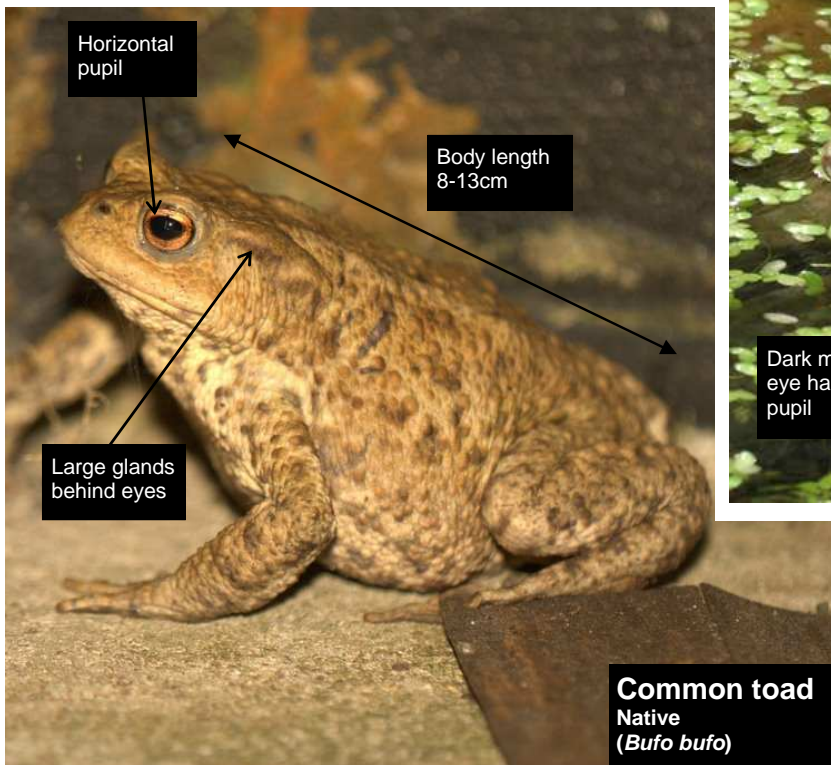 Horizontal
pupil
Body length
8-13cm
Large glands
behind eyes
Dark
eye
pupil
Common toad
Native
(Bufo bufo)